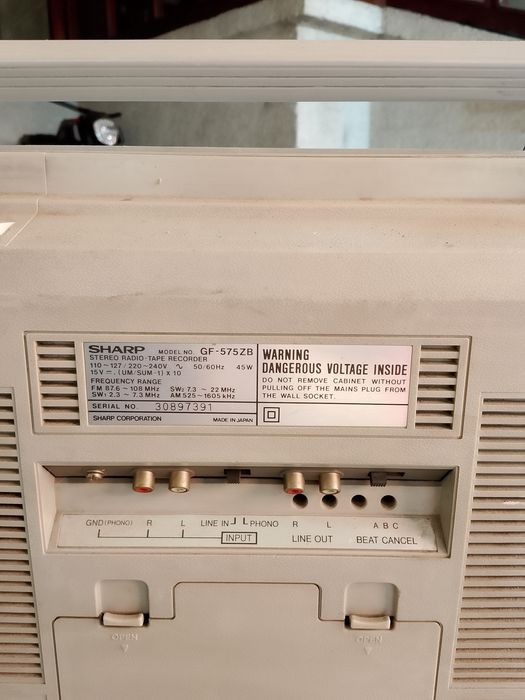 SHARP MODEL NO. GF-575ZB
STEREO RADIO-TAPE RECORDER
110~127/220~240V ∿ 50/60Hz 45W
15V ⎓ (UM/SUM-1) x 10
FREQUENCY RANGE
FM 87.6 ~ 108 MHz SW2 7.3 ~ 22 MHz
SW1 2.3 ~ 7.3 MHz AM 525~1605 kHz
SERIAL NO 30897391
SHARP CORPORATION MADE IN JAPAN
WARNING
DANGEROUS VOLTAGE INSIDE
DO NOT REMOVE CABINET WITHOUT
PULLING OFF THE MAINS PLUG FROM
THE WALL SOCKET.
GND(PHONO) R L LINE IN PHONO R L A B C
INPUT LINE OUT BEAT CANCEL
OPEN OPEN